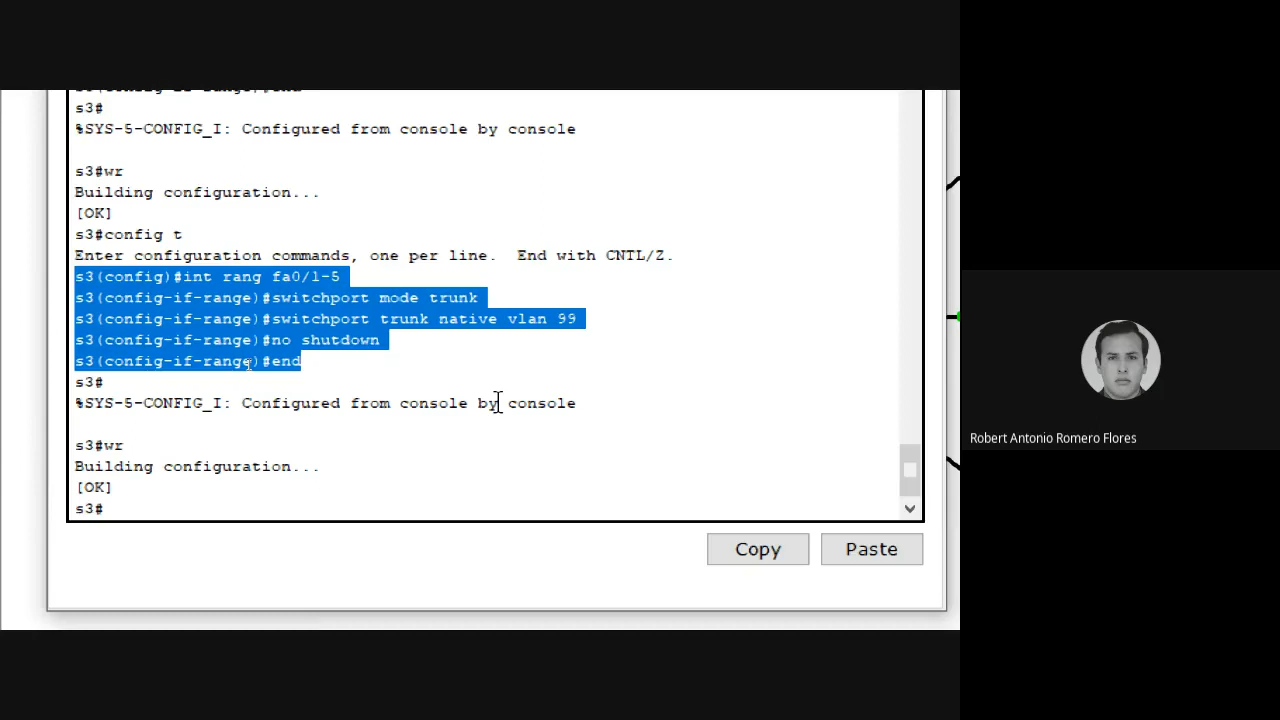 s3#
%SYS-5-CONFIG_I: Configured from console by console
s3#wr
Building configuration...
[OK]
s3#config t
Enter configuration commands, one per line.  End with CNTL/Z.
s3(config)#int rang fa0/1-5
s3(config-if-range)#switchport mode trunk
s3(config-if-range)#switchport trunk native vlan 99
s3(config-if-range)#no shutdown
s3(config-if-range)#end
s3#
%SYS-5-CONFIG_I: Configured from console by console
s3#wr
Building configuration...
[OK]
s3#
Copy
Paste
Robert Antonio Romero Flores